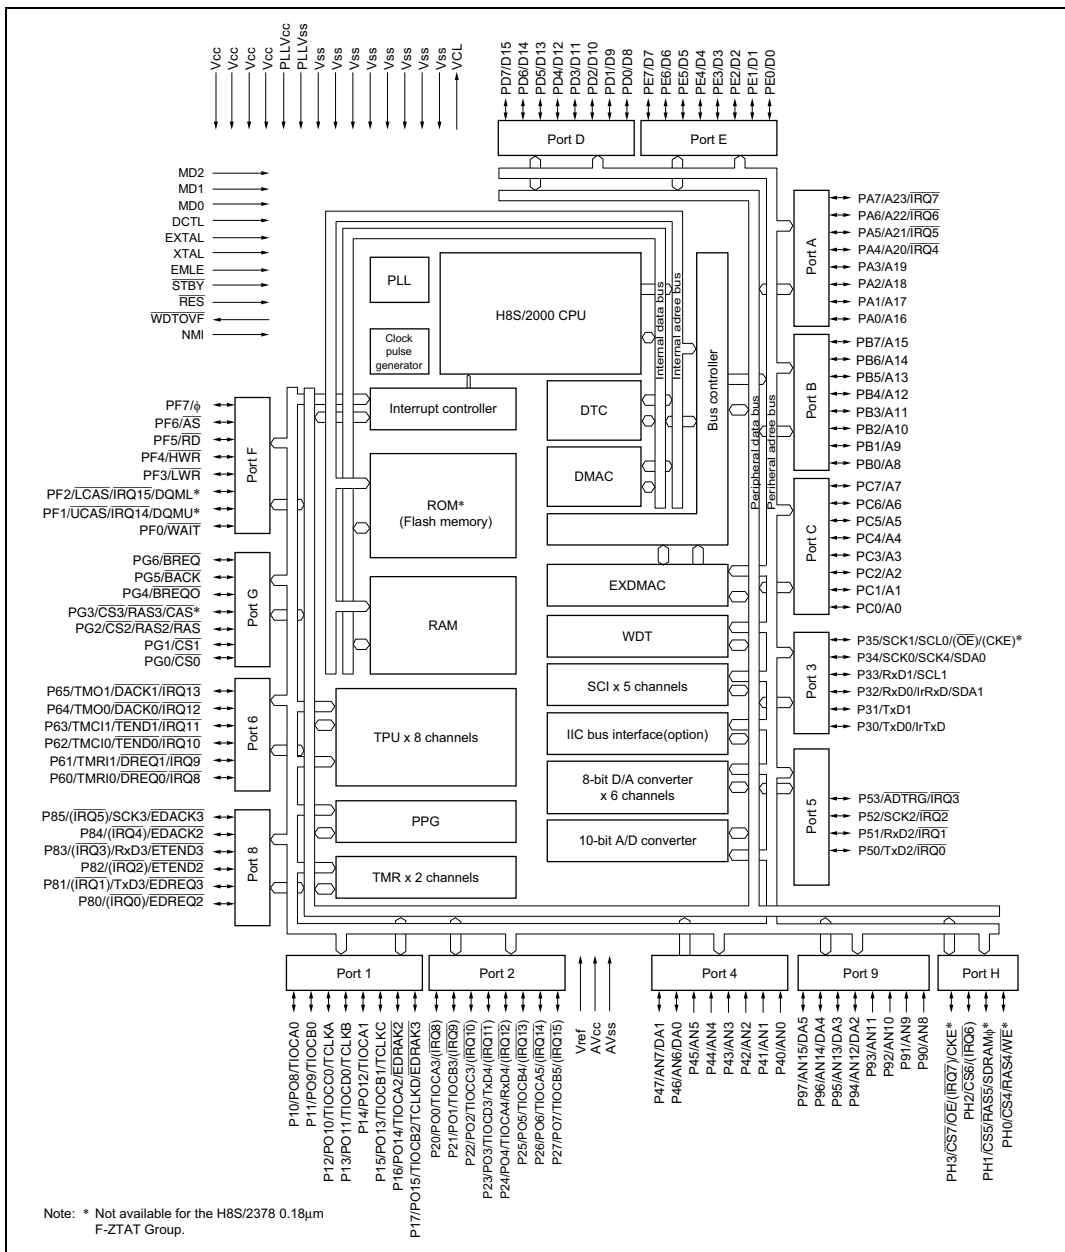 Vcc
Vcc
Vcc
Vcc
PLLVcc
PLLVss
Vss
Vss
Vss
Vss
Vss
Vss
Vss
Vss
VCL
PD7/D15
PD6/D14
PD5/D13
PD4/D12
PD3/D11
PD2/D10
PD1/D9
PD0/D8
PE7/D7
PE6/D6
PE5/D5
PE4/D4
PE3/D3
PE2/D2
PE1/D1
PE0/D0
Port D
Port E
MD2
MD1
MD0
DCTL
EXTAL
XTAL
EMLE
STBY
RES
WDTOVF
NMI
PLL
Clock
pulse
generator
H8S/2000 CPU
Interrupt controller
DTC
DMAC
ROM*
(Flash memory)
RAM
Internal data bus
Internal adree bus
Bus controller
Peripheral data bus
Periheral adree bus
EXDMAC
WDT
SCI x 5 channels
IIC bus interface(option)
8-bit D/A converter
x 6 channels
10-bit A/D converter
TPU x 8 channels
PPG
TMR x 2 channels
Port A
PA7/A23/IRQ7
PA6/A22/IRQ6
PA5/A21/IRQ5
PA4/A20/IRQ4
PA3/A19
PA2/A18
PA1/A17
PA0/A16
Port B
PB7/A15
PB6/A14
PB5/A13
PB4/A12
PB3/A11
PB2/A10
PB1/A9
PB0/A8
Port C
PC7/A7
PC6/A6
PC5/A5
PC4/A4
PC3/A3
PC2/A2
PC1/A1
PC0/A0
Port 3
P35/SCK1/SCL0/(OE)/(CKE)*
P34/SCK0/SCK4/SDA0
P33/RxD1/SCL1
P32/RxD0/IrRxD/SDA1
P31/TxD1
P30/TxD0/IrTxD
Port 5
P53/ADTRG/IRQ3
P52/SCK2/IRQ2
P51/RxD2/IRQ1
P50/TxD2/IRQ0
PF7/ϕ
PF6/AS
PF5/RD
PF4/HWR
PF3/LWR
PF2/LCAS/IRQ15/DQML*
PF1/UCAS/IRQ14/DQMU*
PF0/WAIT
Port F
PG6/BREQ
PG5/BACK
PG4/BREQO
PG3/CS3/RAS3/CAS*
PG2/CS2/RAS2/RAS
PG1/CS1
PG0/CS0
Port G
P65/TMO1/DACK1/IRQ13
P64/TMO0/DACK0/IRQ12
P63/TMCI1/TEND1/IRQ11
P62/TMCI0/TEND0/IRQ10
P61/TMRI1/DREQ1/IRQ9
P60/TMRI0/DREQ0/IRQ8
Port 6
P85/(IRQ5)/SCK3/EDACK3
P84/(IRQ4)/EDACK2
P83/(IRQ3)/RxD3/ETEND3
P82/(IRQ2)/ETEND2
P81/(IRQ1)/TxD3/EDREQ3
P80/(IRQ0)/EDREQ2
Port 8
Port 1
Port 2
Port 4
Port 9
Port H
P10/PO8/TIOCA0
P11/PO9/TIOCB0
P12/PO10/TIOCC0/TCLKA
P13/PO11/TIOCD0/TCLKB
P14/PO12/TIOCA1
P15/PO13/TIOCB1/TCLKC
P16/PO14/TIOCA2/EDRAK2
P17/PO15/TIOCB2/TCLKD/EDRAK3
P20/PO0/TIOCA3/(IRQ8)
P21/PO1/TIOCB3/(IRQ9)
P22/PO2/TIOCC3/(IRQ10)
P23/PO3/TIOCD3/TxD4/(IRQ11)
P24/PO4/TIOCA4/RxD4/(IRQ12)
P25/PO5/TIOCB4/(IRQ13)
P26/PO6/TIOCA5/(IRQ14)
P27/PO7/TIOCB5/(IRQ15)
Vref
AVcc
AVss
P47/AN7/DA1
P46/AN6/DA0
P45/AN5
P44/AN4
P43/AN3
P42/AN2
P41/AN1
P40/AN0
P97/AN15/DA5
P96/AN14/DA4
P95/AN13/DA3
P94/AN12/DA2
P93/AN11
P92/AN10
P91/AN9
P90/AN8
PH3/CS7/OE/(IRQ7)/CKE*
PH2/CS6/(IRQ6)
PH1/CS5/RAS5/SDRAMϕ*
PH0/CS4/RAS4/WE*
Note: * Not available for the H8S/2378 0.18μm
F-ZTAT Group.